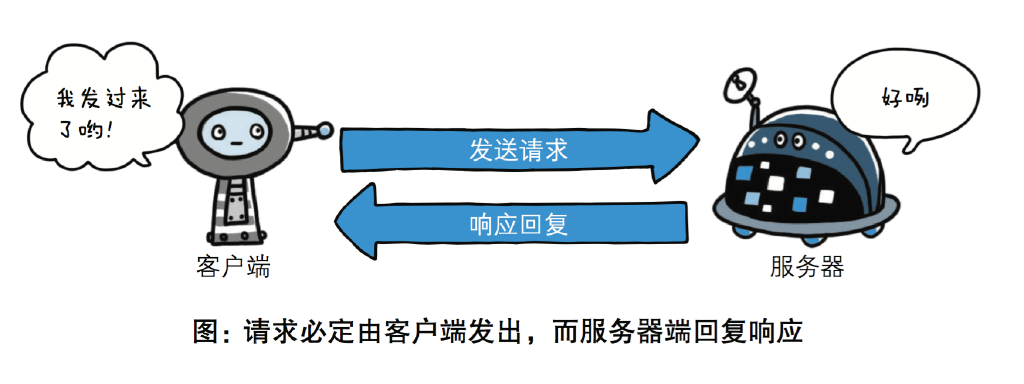 我发过来
了哟!
好咧
发送请求
响应回复
客户端
服务器
图:请求必定由客户端发出,而服务器端回复响应